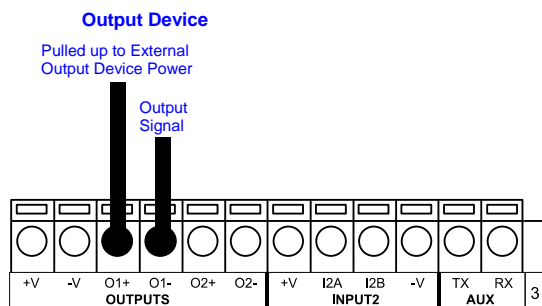 Output Device
Pulled up to External
Output Device Power
Output
Signal
+V -V O1+ O1- O2+ O2- +V I2A I2B -V TX RX 3
OUTPUTS INPUT2 AUX